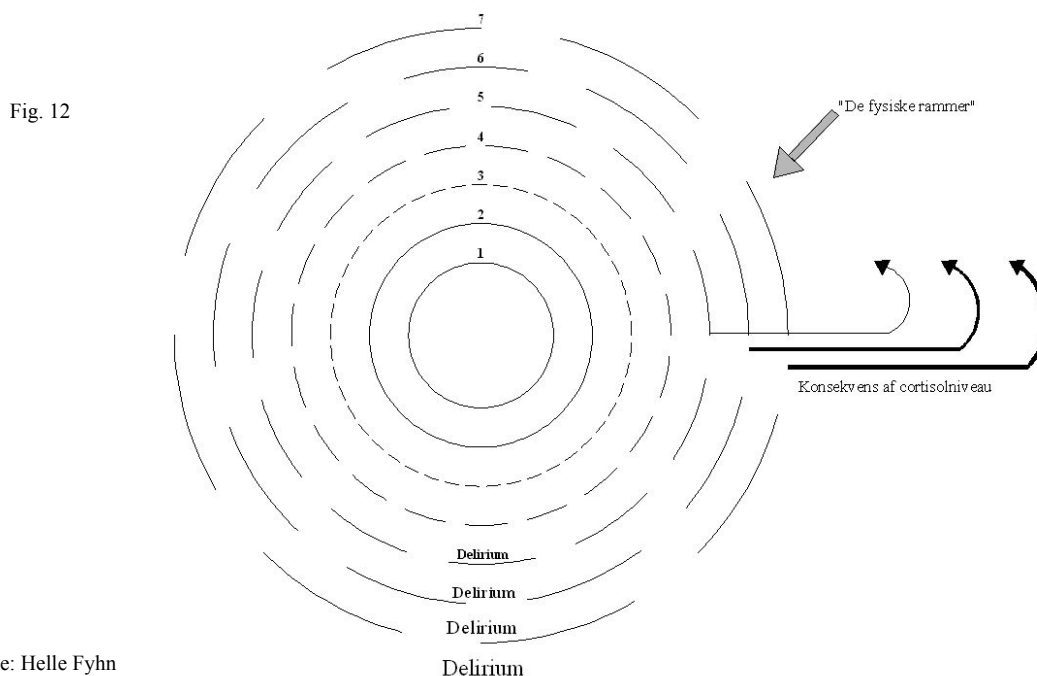 7
6
Fig. 12
5
"De fysiske rammer"
4
3
2
1
Konsekvens af cortisolniveau
Delirium
Delirium
Delirium
e: Helle Fyhn
Delirium